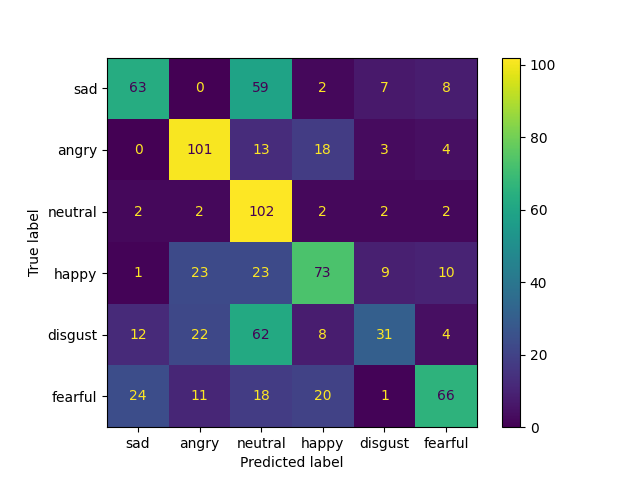 sad 63 0 59 2 7 8
angry 0 101 13 18 3 4
neutral 2 2 102 2 2 2
happy 1 23 23 73 9 10
disgust 12 22 62 8 31 4
fearful 24 11 18 20 1 66
sad angry neutral happy disgust fearful
Predicted label
True label
100
80
60
40
20
0